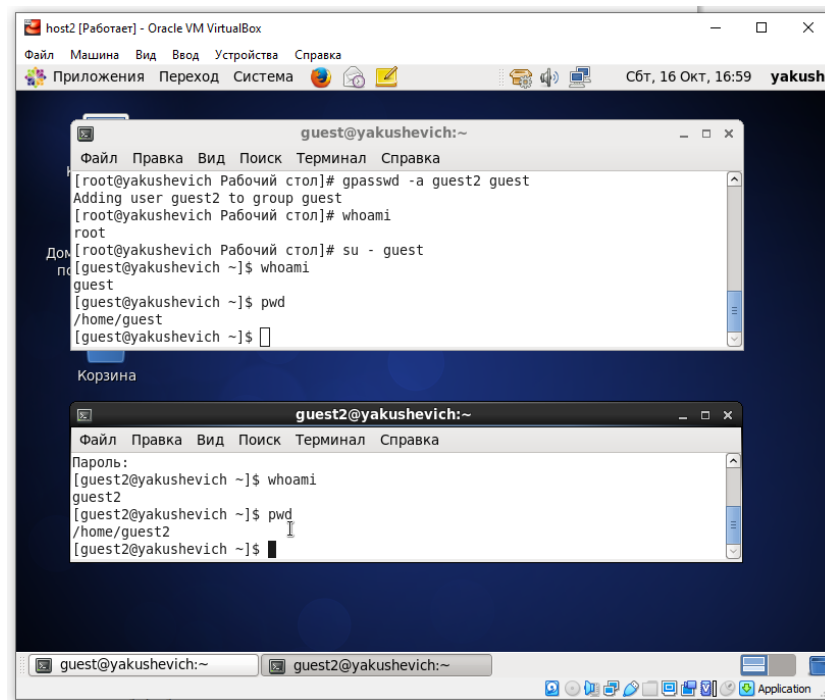 host2 [Работает] - Oracle VM VirtualBox
Файл Машина Вид Ввод Устройства Справка
Приложения Переход Система Сбт, 16 Окт, 16:59 yakush
guest@yakushevich:~
Файл Правка Вид Поиск Терминал Справка
[root@yakushevich Рабочий стол]# gpasswd -a guest2 guest
Adding user guest2 to group guest
[root@yakushevich Рабочий стол]# whoami
root
[root@yakushevich Рабочий стол]# su - guest
[guest@yakushevich ~]$ whoami
guest
[guest@yakushevich ~]$ pwd
/home/guest
[guest@yakushevich ~]$
Дом
по
Корзина
guest2@yakushevich:~
Файл Правка Вид Поиск Терминал Справка
Пароль:
[guest2@yakushevich ~]$ whoami
guest2
[guest2@yakushevich ~]$ pwd
/home/guest2
[guest2@yakushevich ~]$
guest@yakushevich:~ guest2@yakushevich:~
Application